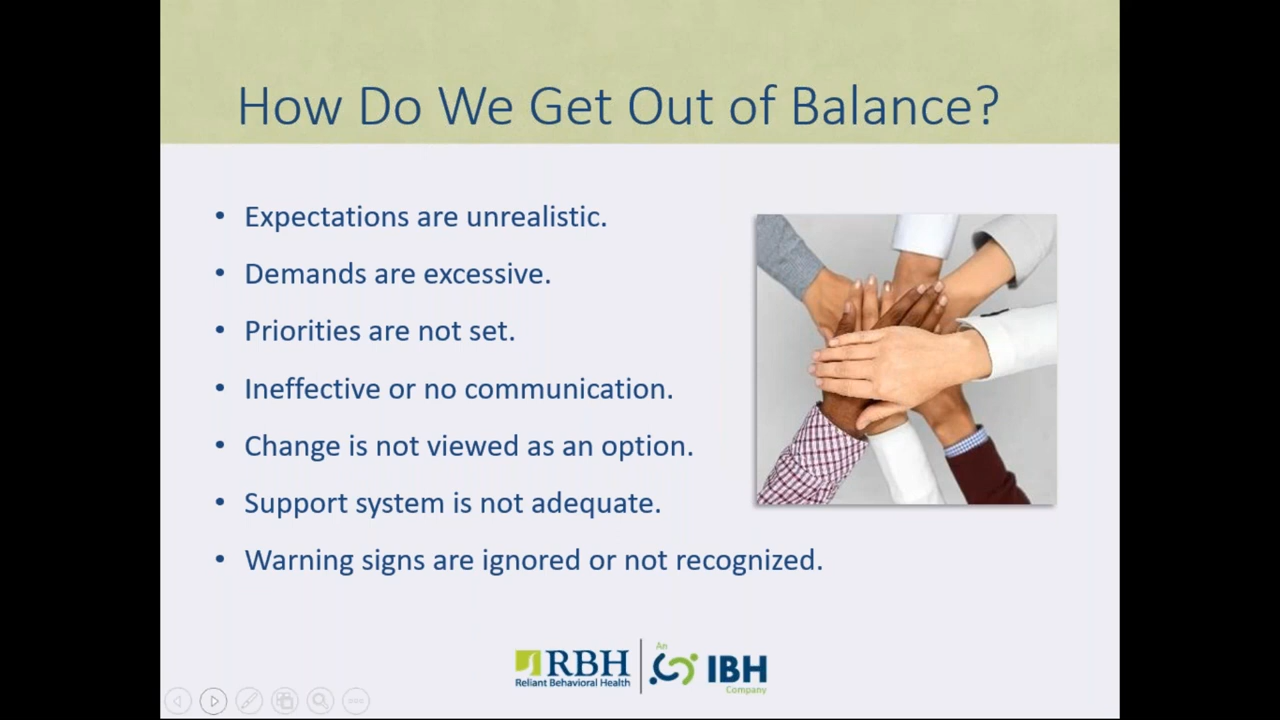 How Do We Get Out of Balance?
• Expectations are unrealistic.
• Demands are excessive.
• Priorities are not set.
• Ineffective or no communication.
• Change is not viewed as an option.
• Support system is not adequate.
• Warning signs are ignored or not recognized.
RBH
Reliant Behavioral Health
An
IBH
Company